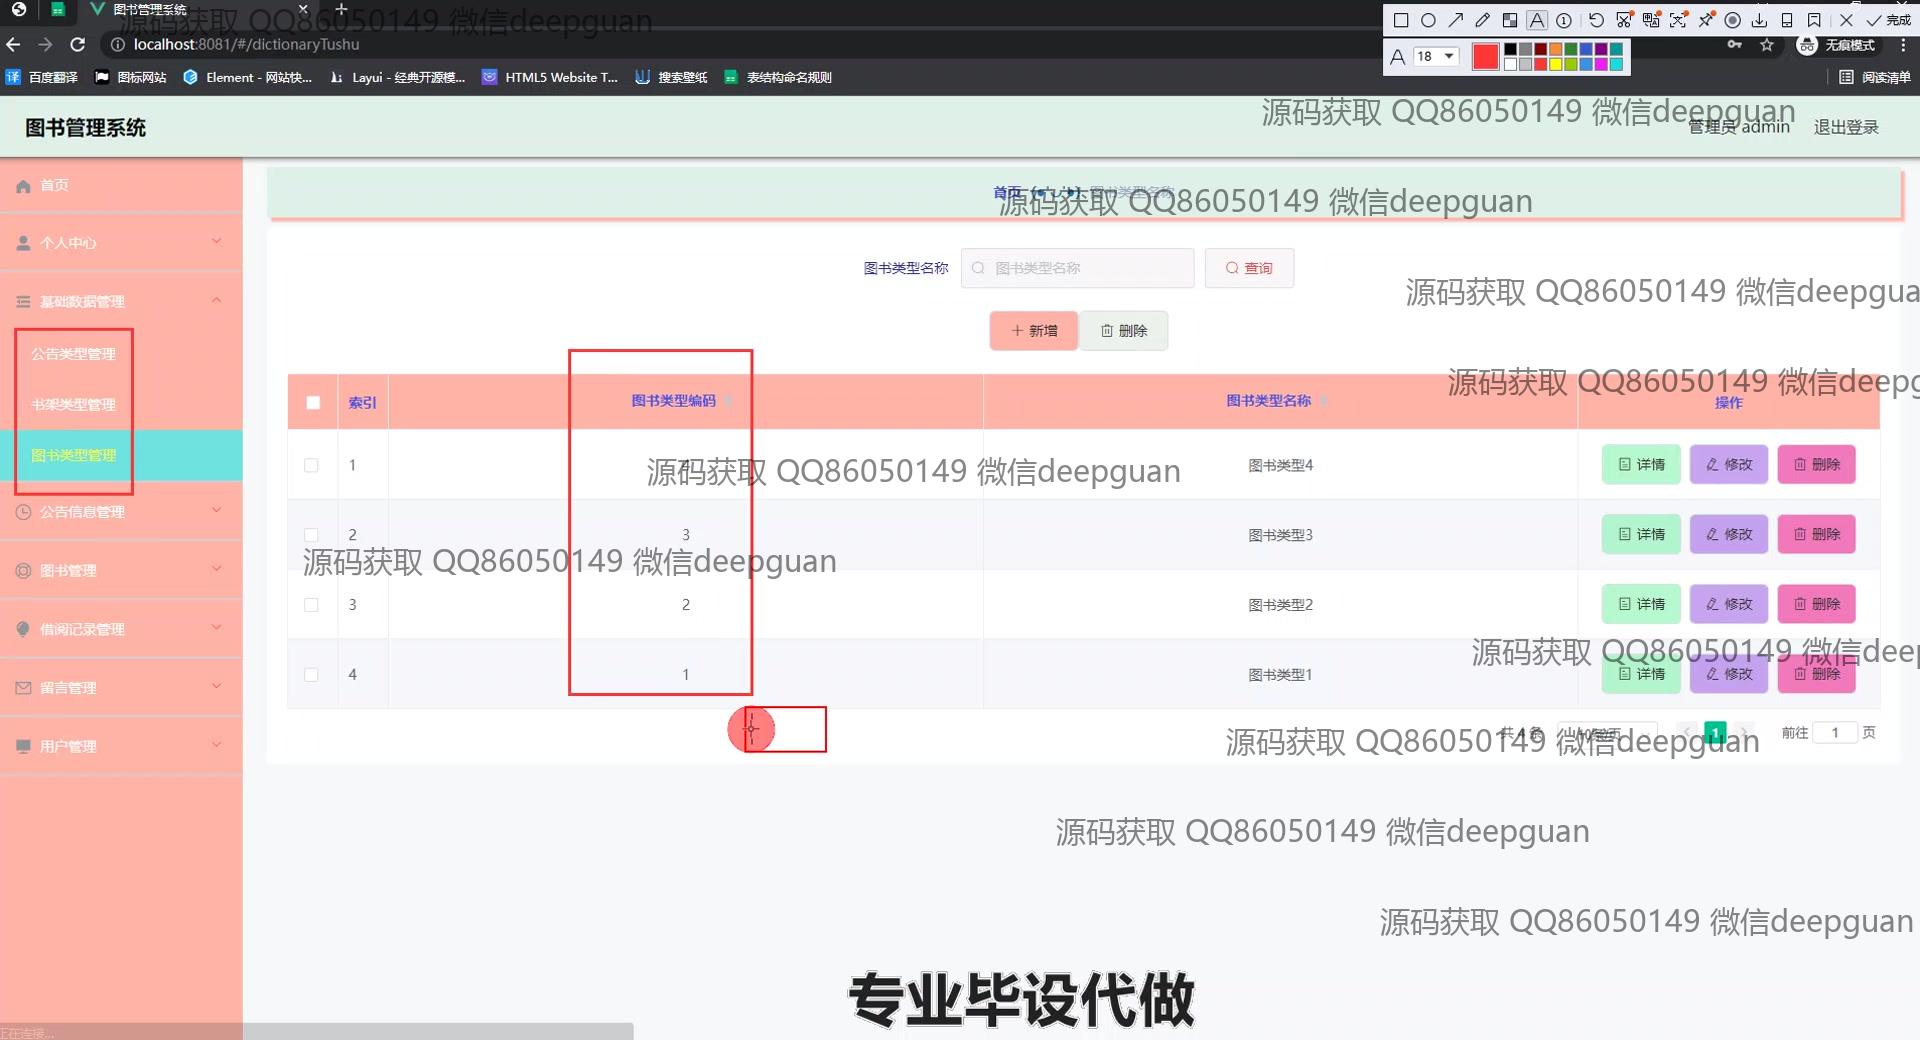 图书管理系统
源码获取 QQ86050149 微信deepguan
18
完成
localhost:8081/#/dictionaryTushu
无痕模式
百度翻译
图标网站
Element - 网站快...
Layui - 经典开源模...
HTML5 Website T...
搜索壁纸
表结构命名规则
阅读清单
图书管理系统
源码获取 QQ86050149 微信deepguan
管理员 admin
退出登录
首页
个人中心
基础数据管理
公告类型管理
书架类型管理
图书类型管理
公告信息管理
图书管理
借阅记录管理
留言管理
用户管理
首页
图书类型名称
源码获取 QQ86050149 微信deepguan
图书类型名称
图书类型名称
查询
源码获取 QQ86050149 微信deepgua
新增
删除
源码获取 QQ86050149 微信deepg
索引
图书类型编码
图书类型名称
操作
1
图书类型4
详情
修改
删除
源码获取 QQ86050149 微信deepguan
2
3
图书类型3
详情
修改
删除
源码获取 QQ86050149 微信deepguan
3
2
图书类型2
详情
修改
删除
源码获取 QQ86050149 微信deep
4
1
图书类型1
详情
修改
删除
共 4 条
10条/页
1
前往
1
页
源码获取 QQ86050149 微信deepguan
源码获取 QQ86050149 微信deepguan
源码获取 QQ86050149 微信deepguan
专业毕设代做
正在连接...